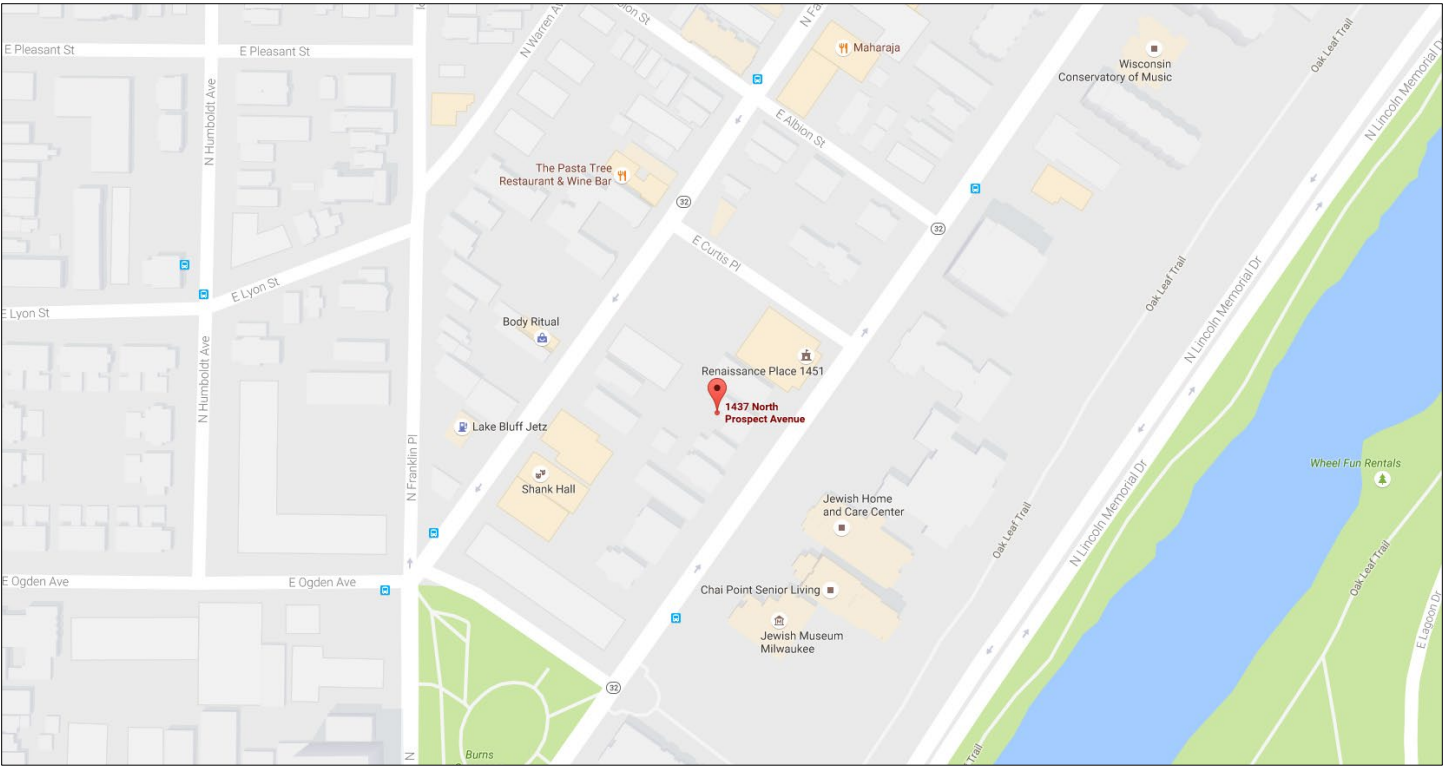 E Pleasant St
E Pleasant St
N Humboldt Ave
N Warren Av
N Fa
Maharaja
Wisconsin
Conservatory of Music
Oak Leaf Trail
N Lincoln Memorial Dr
E Albion St
The Pasta Tree
Restaurant & Wine Bar
32
32
E Curtis Pl
E Lyon St
E Lyon St
Body Ritual
Oak Leaf Trail
N Lincoln Memorial Dr
N Humboldt Ave
Renaissance Place 1451
1437 North
Prospect Avenue
Lake Bluff Jetz
N Franklin Pl
Shank Hall
Wheel Fun Rentals
Jewish Home
and Care Center
Oak Leaf Trail
N Lincoln Memorial Dr
Oak Leaf Trail
E Ogden Ave
E Ogden Ave
Chai Point Senior Living
Jewish Museum
Milwaukee
E Lagoon Dr
32
Burns
N
Trail